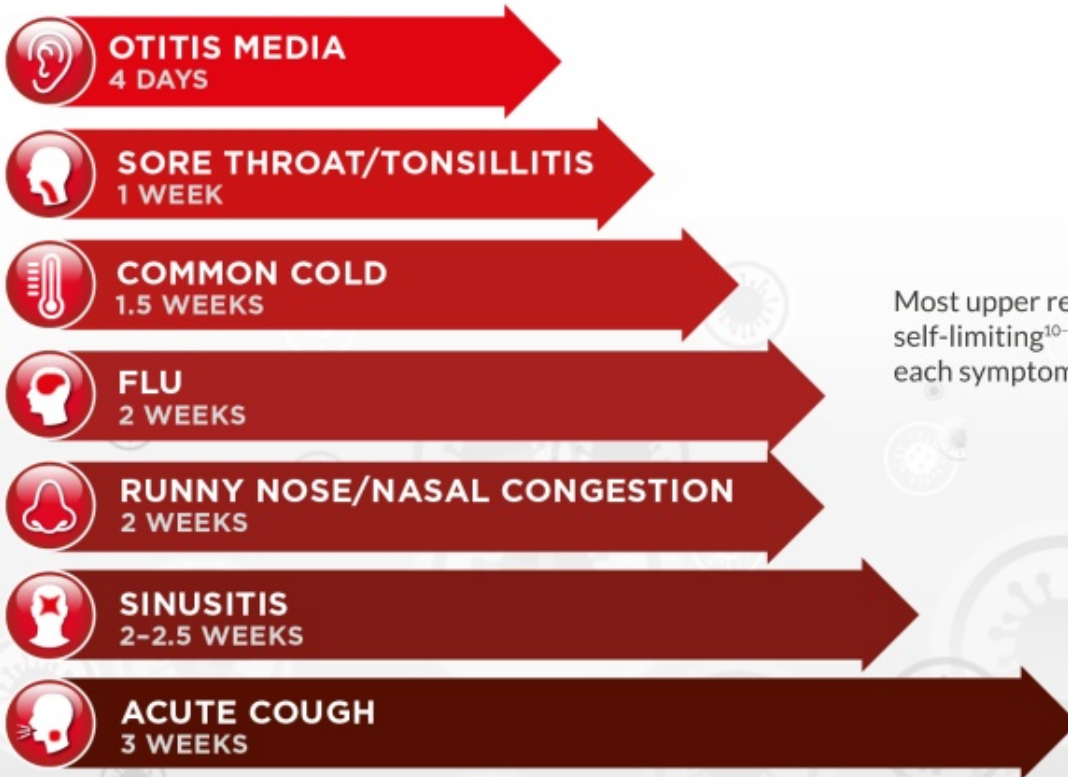 OTITIS MEDIA
4 DAYS
SORE THROAT/TONSILLITIS
1 WEEK
COMMON COLD
1.5 WEEKS
FLU
2 WEEKS
RUNNY NOSE/NASAL CONGESTION
2 WEEKS
SINUSITIS
2–2.5 WEEKS
ACUTE COUGH
3 WEEKS
Most upper re
self-limiting¹⁰⁻
each symptom